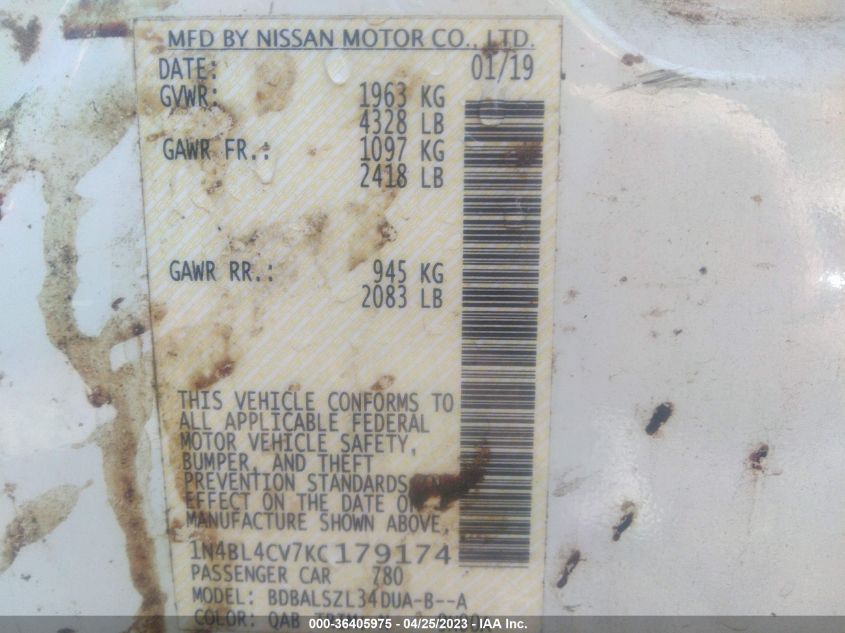 MFD BY NISSAN MOTOR CO., LTD.
DATE: 01/19
GVWR: 1963 KG
4328 LB
GAWR FR.: 1097 KG
2418 LB
GAWR RR.: 945 KG
2083 LB
THIS VEHICLE CONFORMS TO
ALL APPLICABLE FEDERAL
MOTOR VEHICLE SAFETY,
BUMPER, AND THEFT
PREVENTION STANDARDS
EFFECT ON THE DATE OF
MANUFACTURE SHOWN ABOVE.
1N4BL4CV7KC179174
PASSENGER CAR 780
MODEL: BDBALSZL34DUA-B--A
COLOR: QAB
000-36405975 - 04/25/2023 - IAAI.COM.